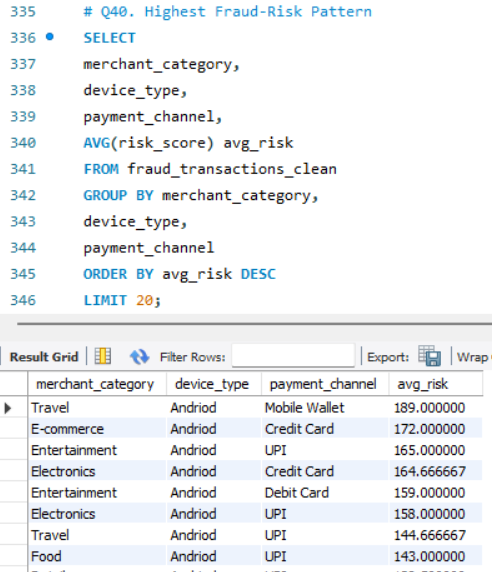 335 # Q40. Highest Fraud-Risk Pattern
336 SELECT
337 merchant_category,
338 device_type,
339 payment_channel,
340 AVG(risk_score) avg_risk
341 FROM fraud_transactions_clean
342 GROUP BY merchant_category,
343 device_type,
344 payment_channel
345 ORDER BY avg_risk DESC
346 LIMIT 20;
Result Grid Filter Rows: Export: Wrap
merchant_category device_type payment_channel avg_risk
Travel Andriod Mobile Wallet 189.000000
E-commerce Andriod Credit Card 172.000000
Entertainment Andriod UPI 165.000000
Electronics Andriod Credit Card 164.666667
Entertainment Andriod Debit Card 159.000000
Electronics Andriod UPI 158.000000
Travel Andriod UPI 144.666667
Food Andriod UPI 143.000000